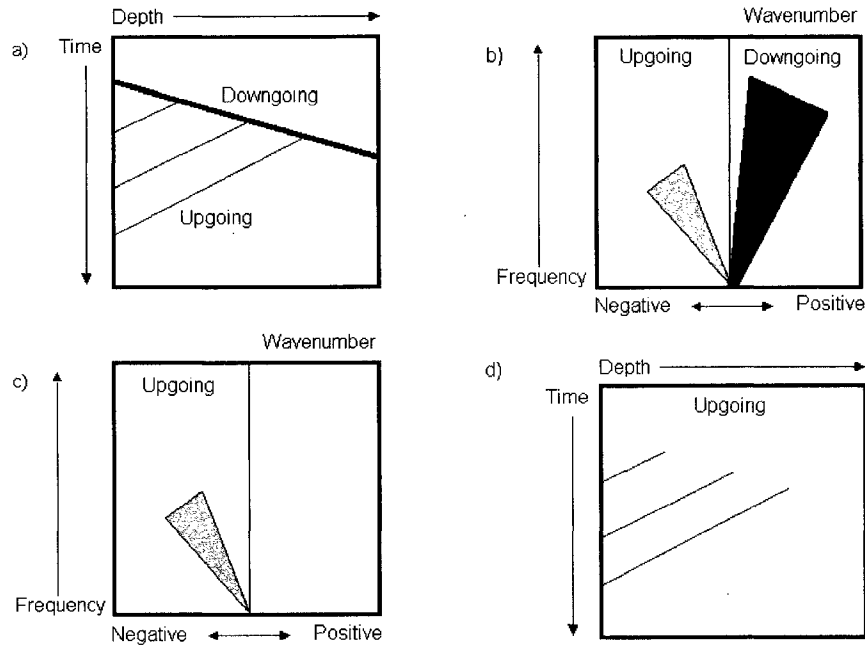 a)
Depth
Time
Downgoing
Upgoing
b)
Wavenumber
Upgoing
Downgoing
Frequency
Negative
Positive
c)
Wavenumber
Upgoing
Frequency
Negative
Positive
d)
Depth
Time
Upgoing